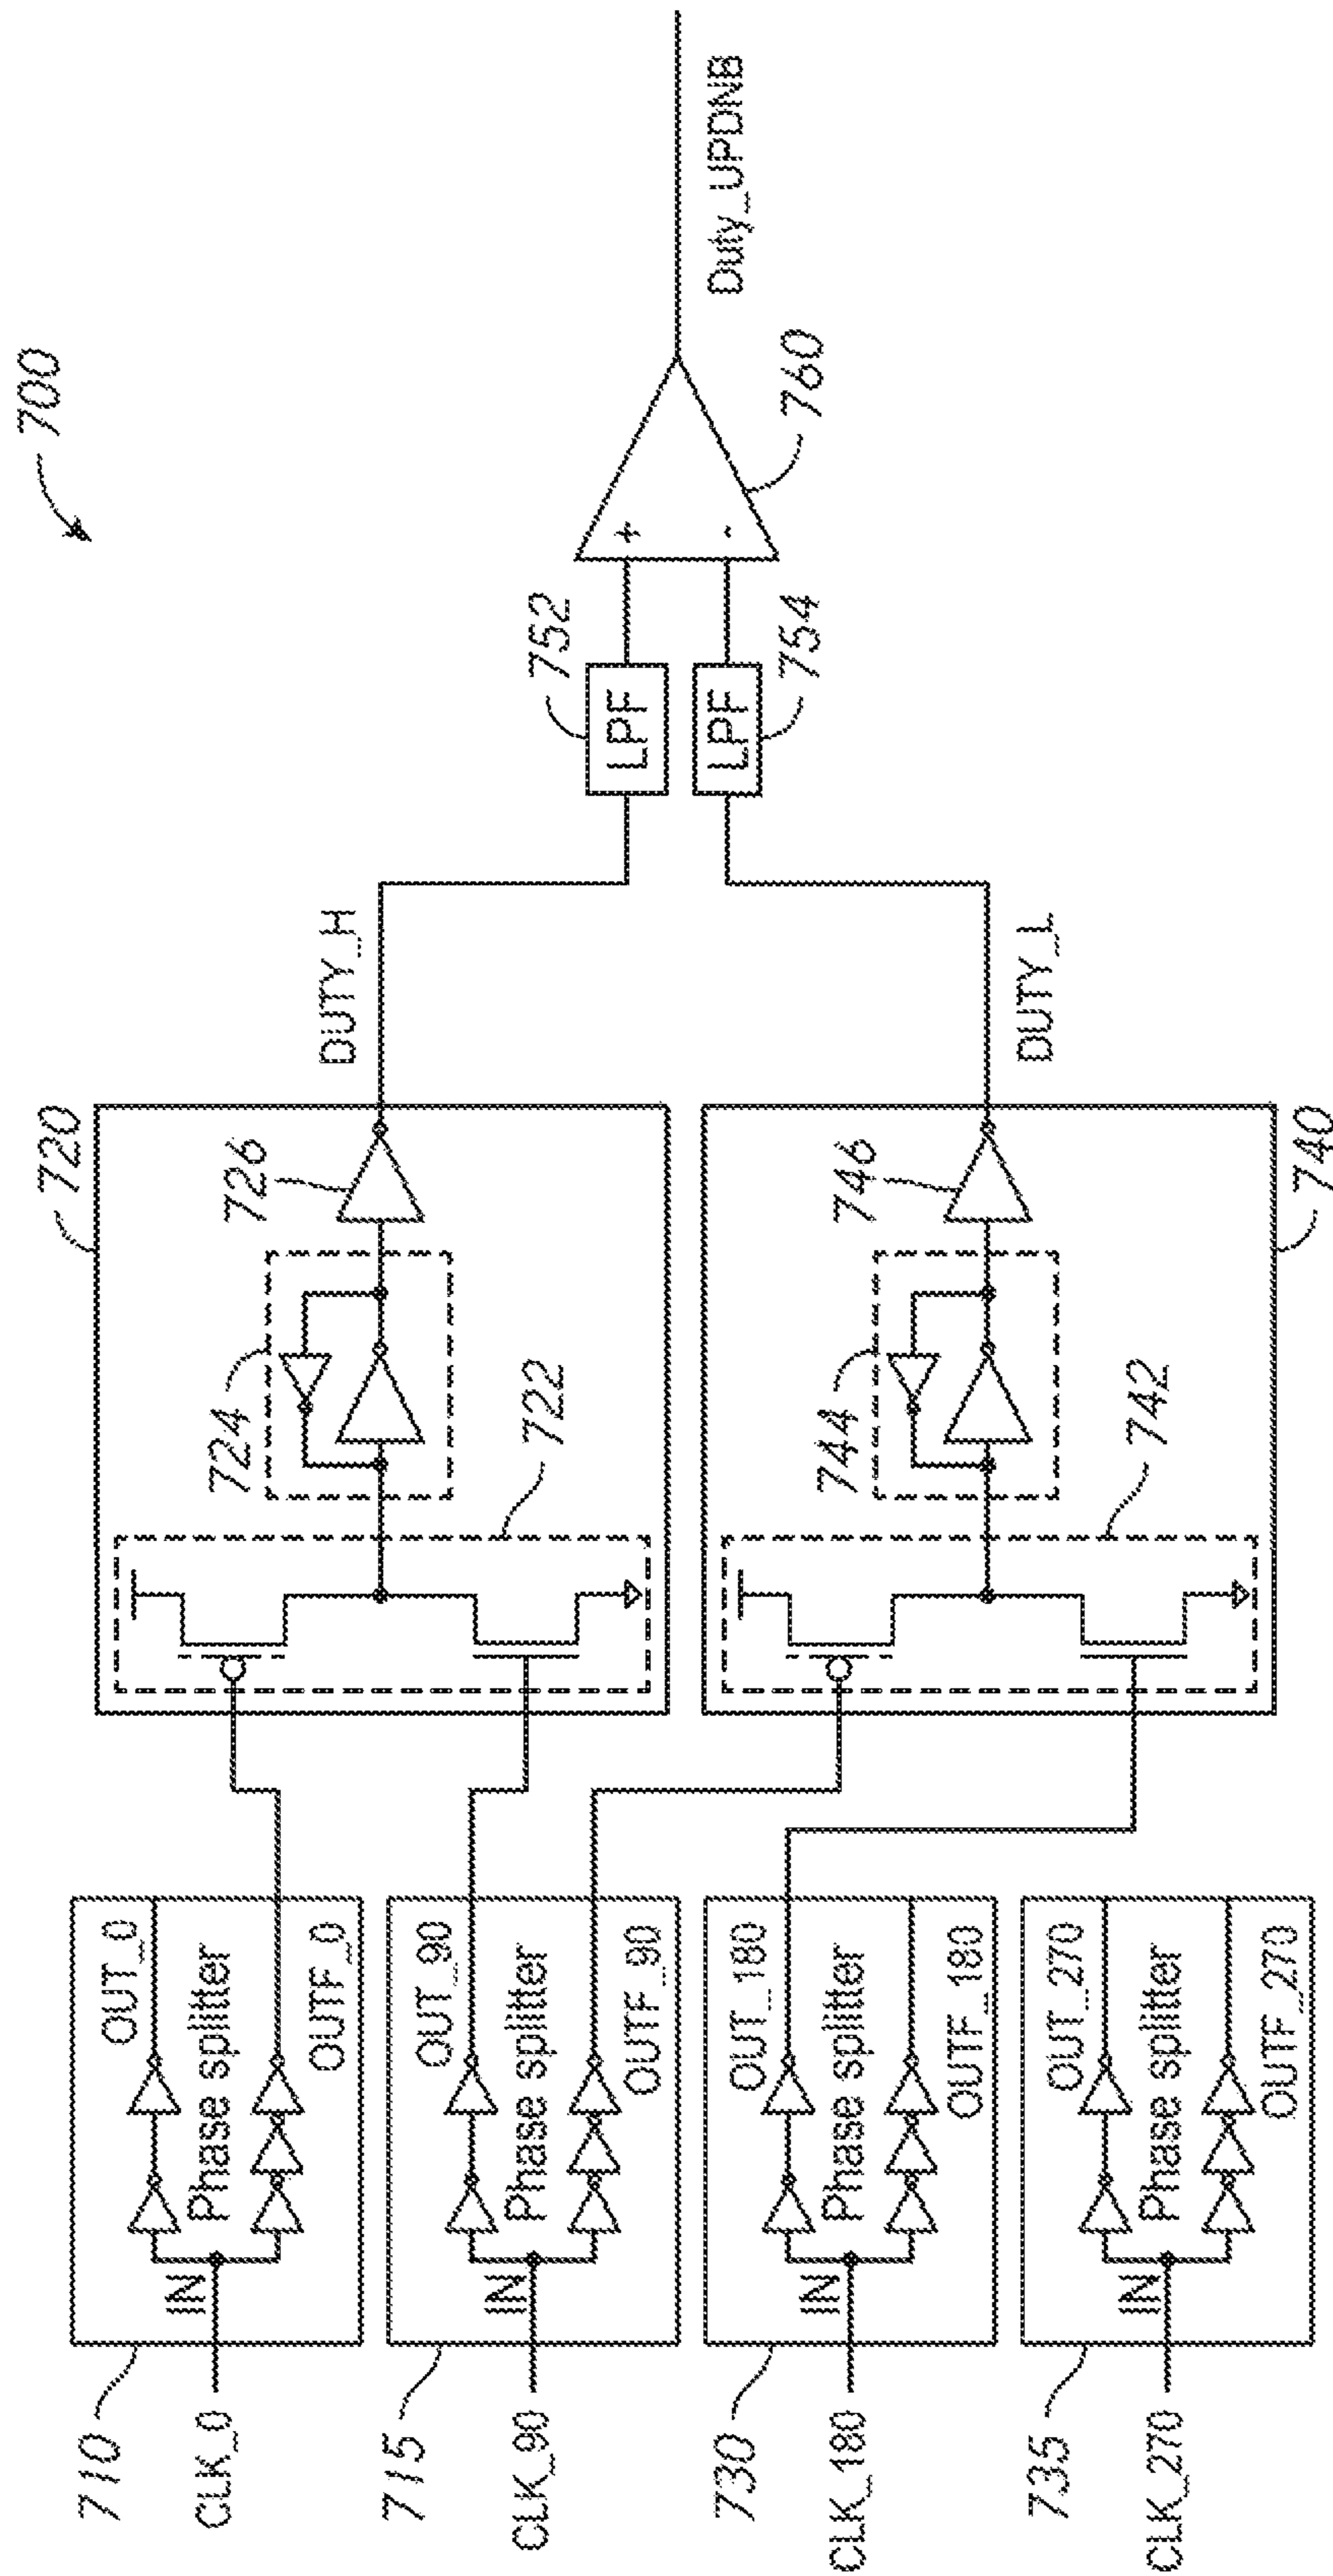 700
710
CLK_0
IN
OUT_0
Phase splitter
OUTF_0
715
CLK_90
IN
OUT_90
Phase splitter
OUTF_90
730
CLK_180
IN
OUT_180
Phase splitter
OUTF_180
735
CLK_270
IN
OUT_270
Phase splitter
OUTF_270
720
724
726
722
DUTY_H
740
744
746
742
DUTY_L
752
LPF
LPF
754
+
-
760
Duty_UPDNB